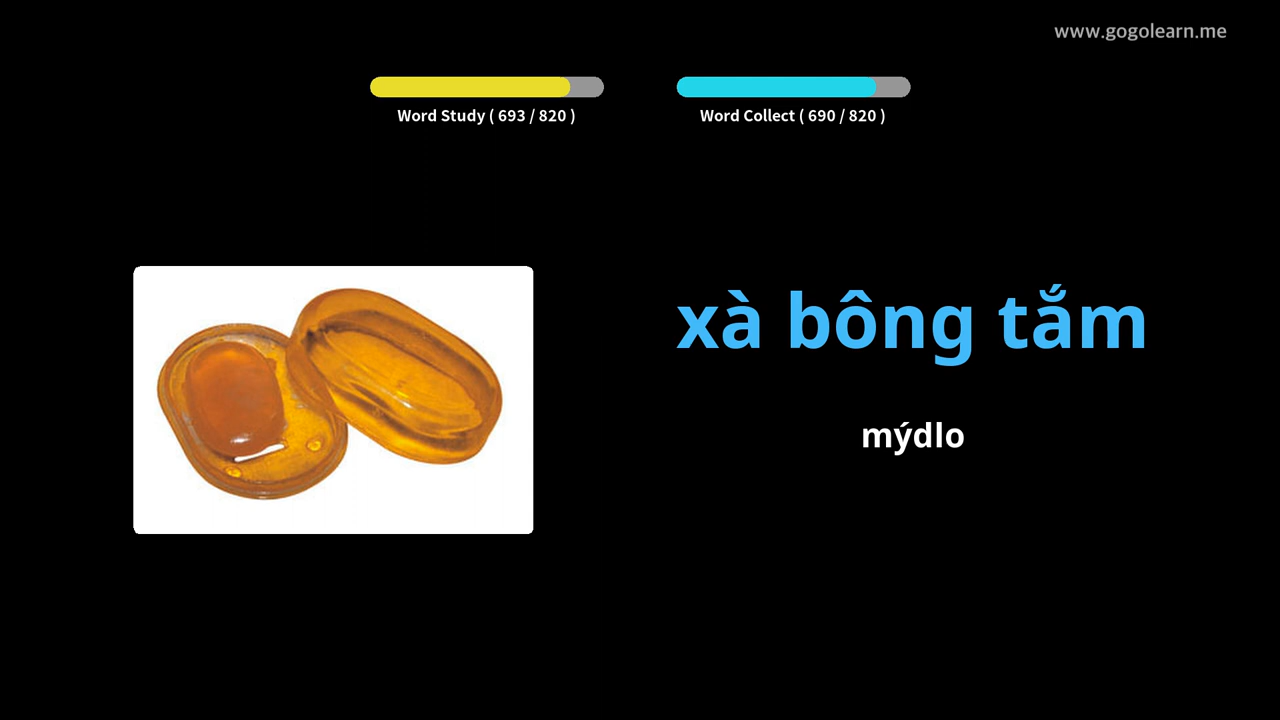 www.gogolearn.me
Word Study ( 693 / 820 )
Word Collect ( 690 / 820 )
xà bông tắm
mýdlo